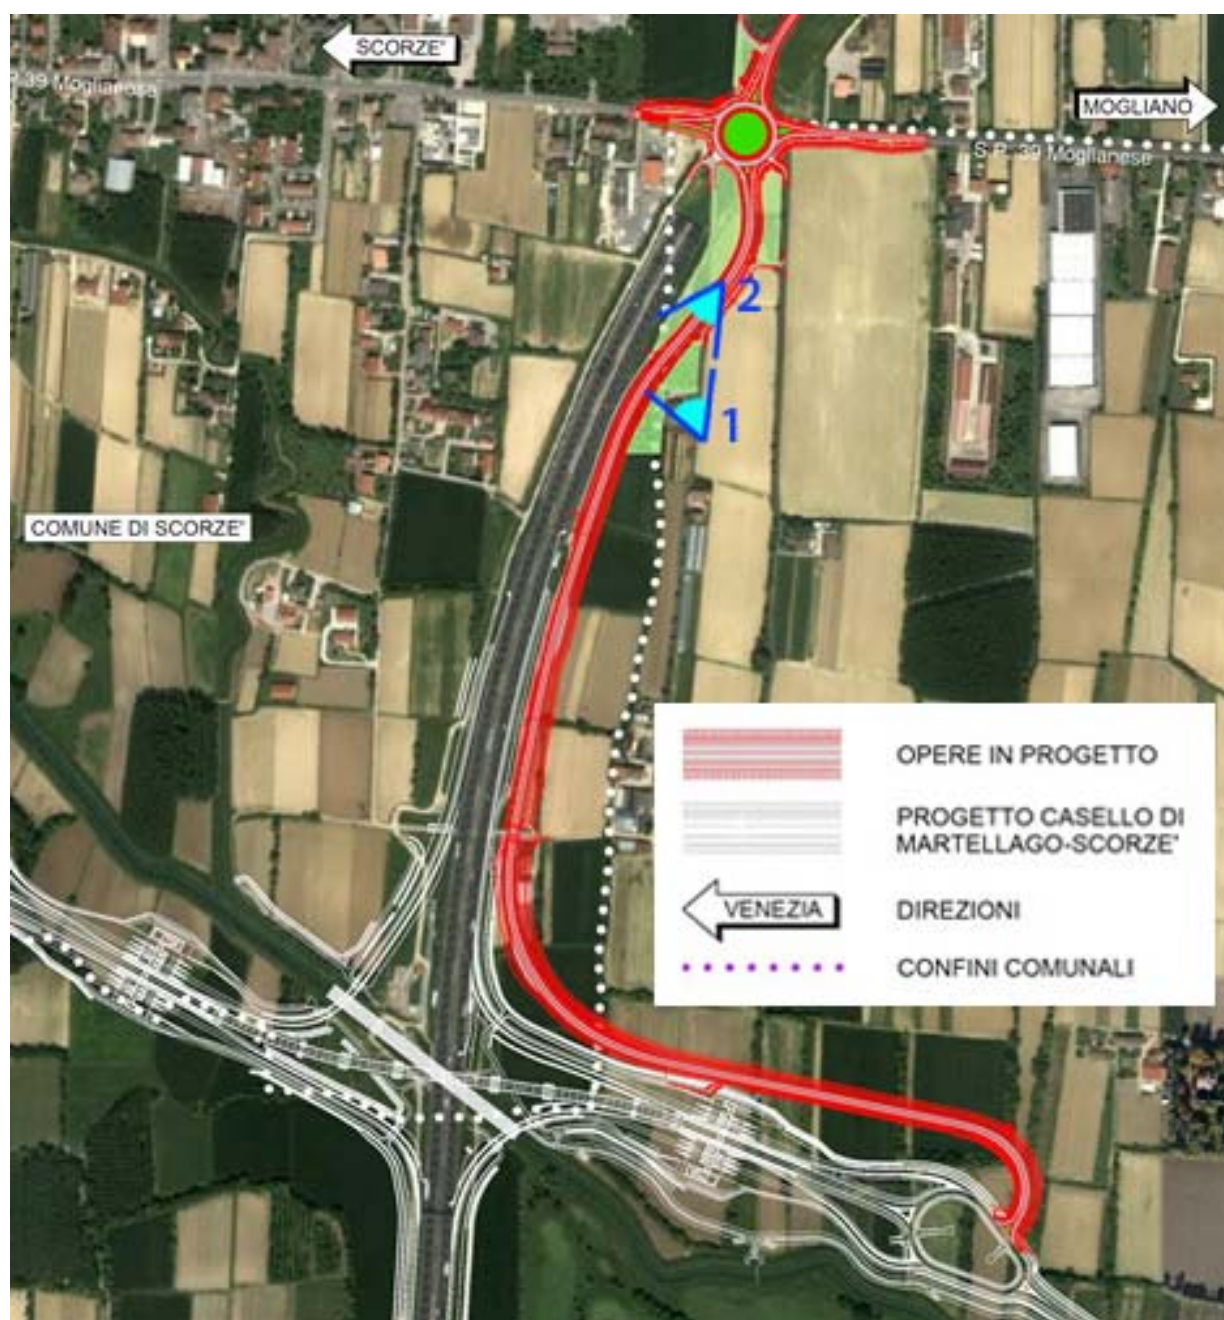 SCORZE'
P. 39 Moglianese
MOGLIANO
S.P. 39 Moglianese
2
1
COMUNE DI SCORZE'
OPERE IN PROGETTO
PROGETTO CASELLO DI
MARTELLAGO-SCORZE'
VENEZIA
DIREZIONI
CONFINI COMUNALI